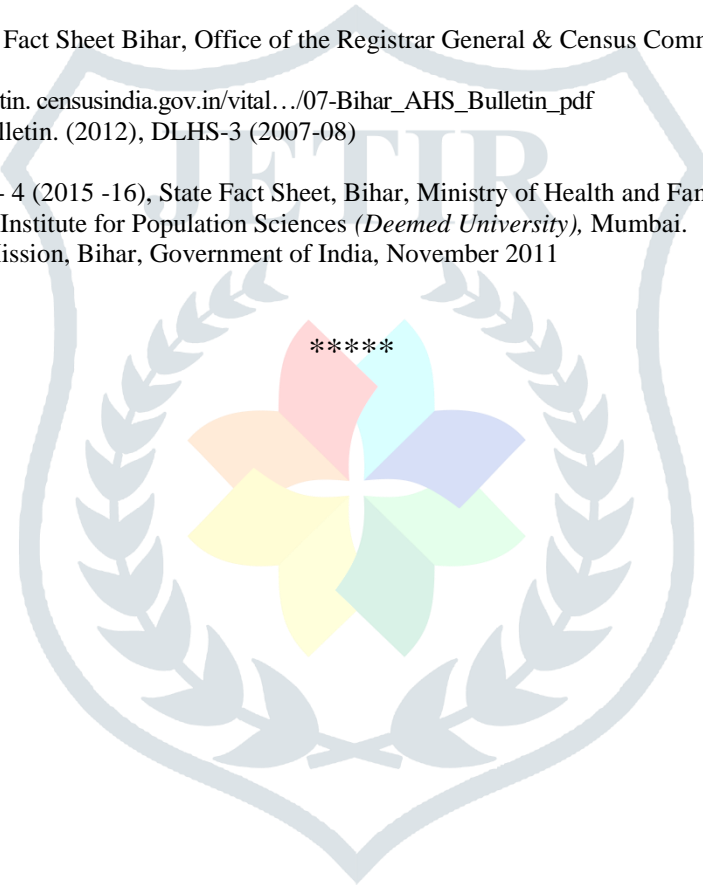 Fact Sheet Bihar, Office of the Registrar General & Census Comm
tin. censusindia.gov.in/vital…/07-Bihar_AHS_Bulletin_pdf
lletin. (2012), DLHS-3 (2007-08)
- 4 (2015 -16), State Fact Sheet, Bihar, Ministry of Health and Fan
Institute for Population Sciences (Deemed University), Mumbai.
ission, Bihar, Government of India, November 2011
*****
JETIR